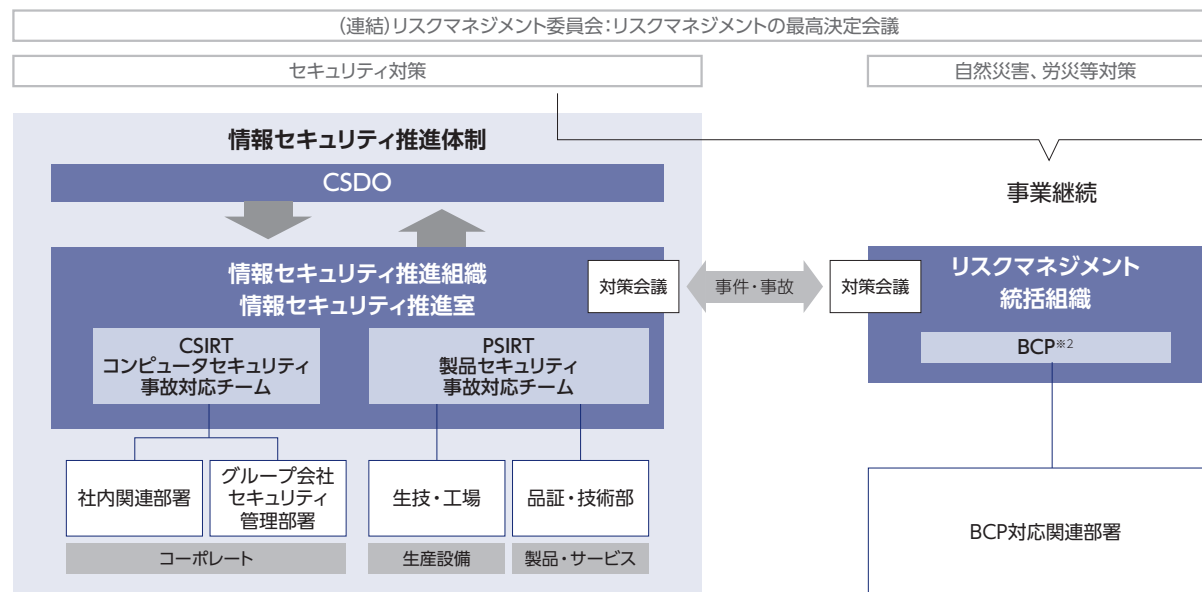 (連結)リスクマネジメント委員会:リスクマネジメントの最高決定会議
セキュリティ対策
自然災害、労災等対策
情報セキュリティ推進体制
CSDO
事業継続
情報セキュリティ推進組織
情報セキュリティ推進室
対策会議
事件・事故
対策会議
リスクマネジメント
統括組織
CSIRT
コンピュータセキュリティ
事故対応チーム
PSIRT
製品セキュリティ
事故対応チーム
BCP※2
社内関連部署
グループ会社
セキュリティ
管理部署
生技・工場
品証・技術部
BCP対応関連部署
コーポレート
生産設備
製品・サービス